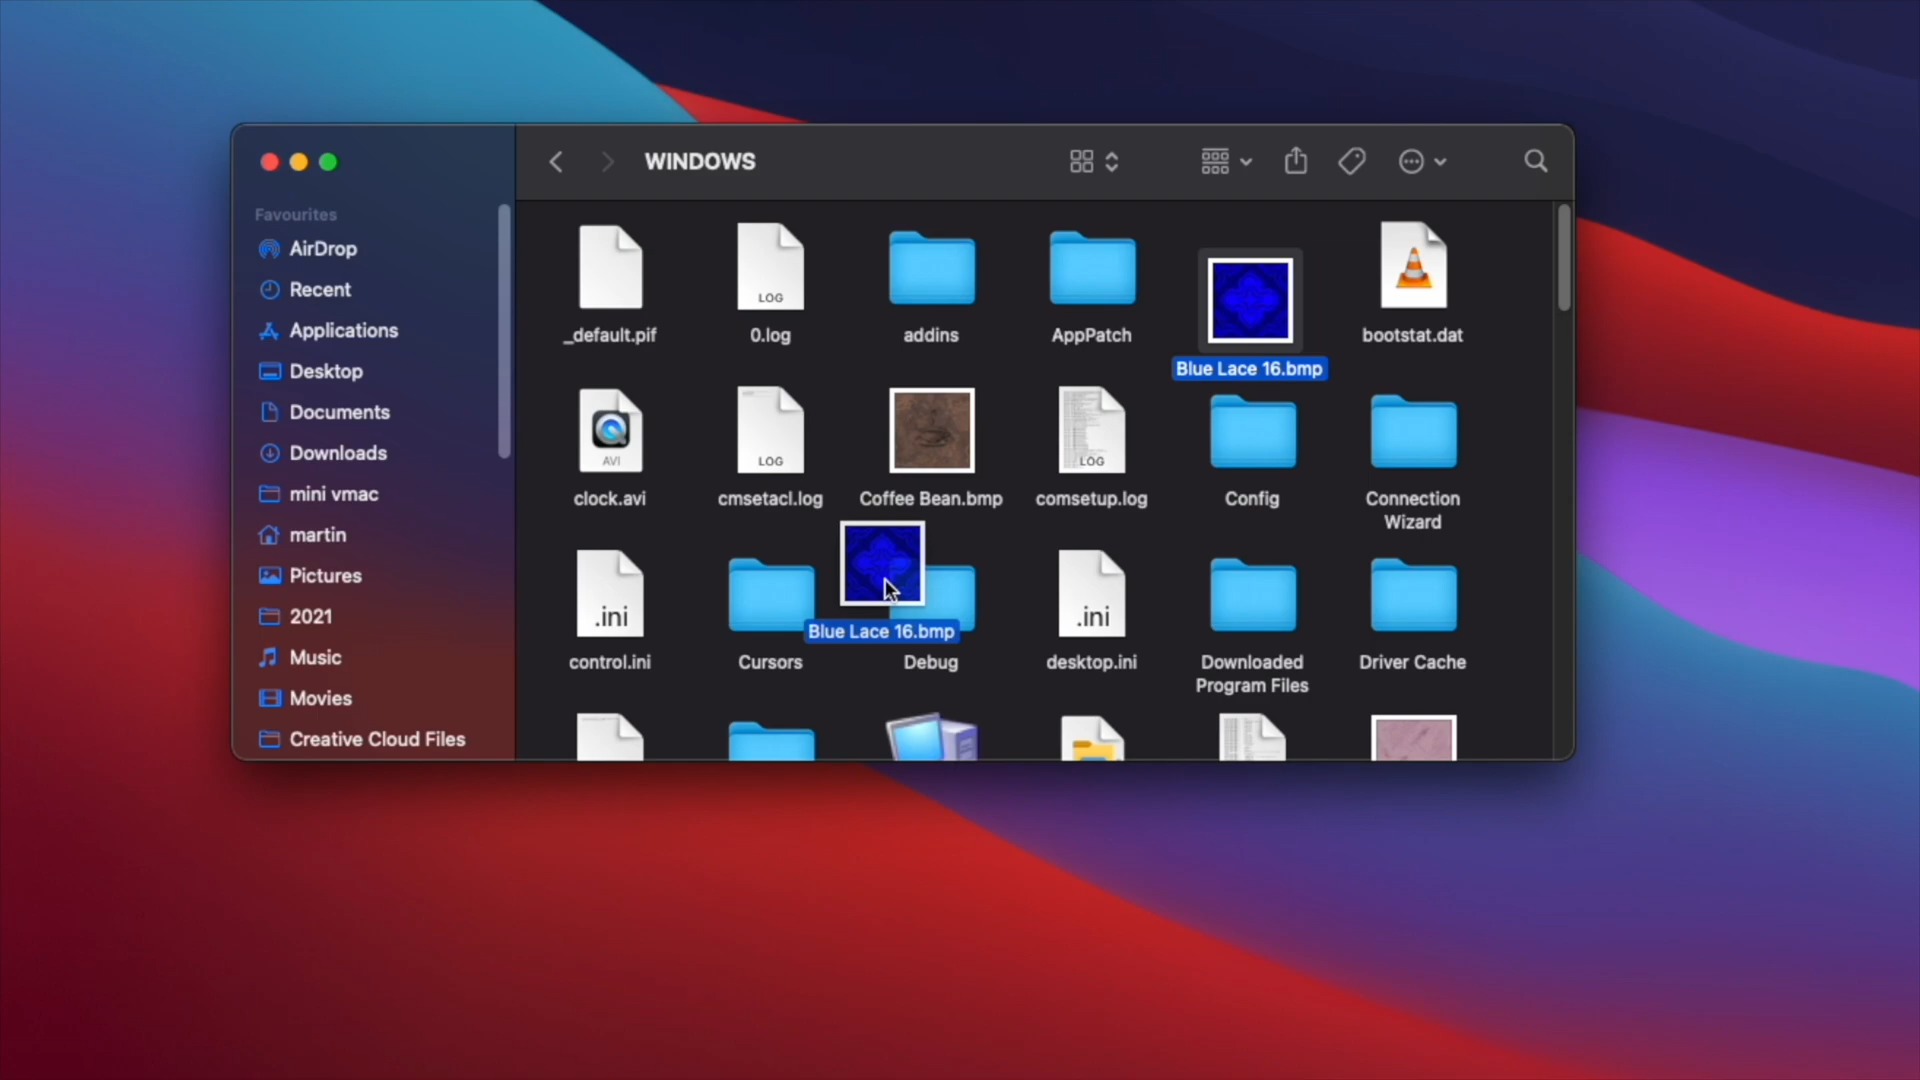 WINDOWS
Favourites
AirDrop
Recent
Applications
Desktop
Documents
Downloads
mini vmac
martin
Pictures
2021
Music
Movies
Creative Cloud Files
_default.pif
LOG
0.log
addins
AppPatch
Blue Lace 16.bmp
bootstat.dat
AVI
clock.avi
LOG
cmsetacl.log
Coffee Bean.bmp
LOG
comsetup.log
Config
Connection
Wizard
.ini
control.ini
Cursors
Blue Lace 16.bmp
Debug
.ini
desktop.ini
Downloaded
Program Files
Driver Cache